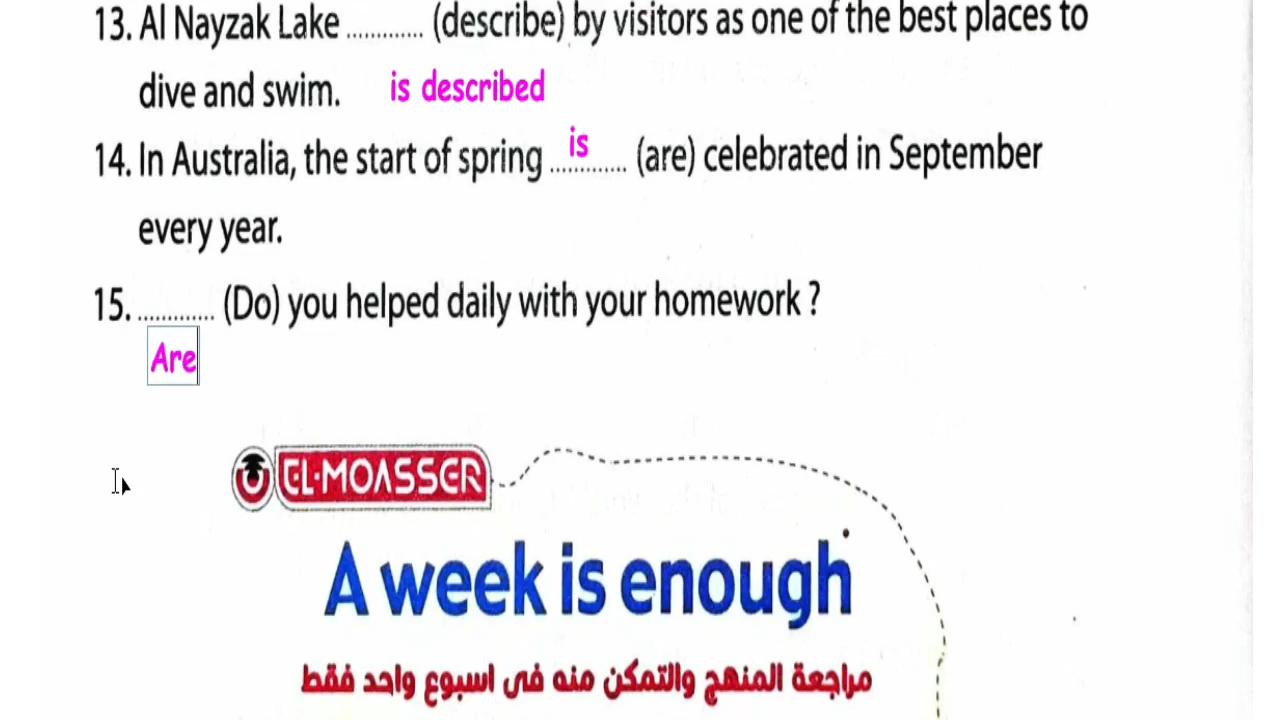 13. Al Nayzak Lake ............. (describe) by visitors as one of the best places to
dive and swim. is described
14. In Australia, the start of spring ...is... (are) celebrated in September
every year.
15. ............. (Do) you helped daily with your homework ?
Are
EL-MOASSER
A week is enough
مراجعة المنهج والتمكن منه فى اسبوع واحد فقط